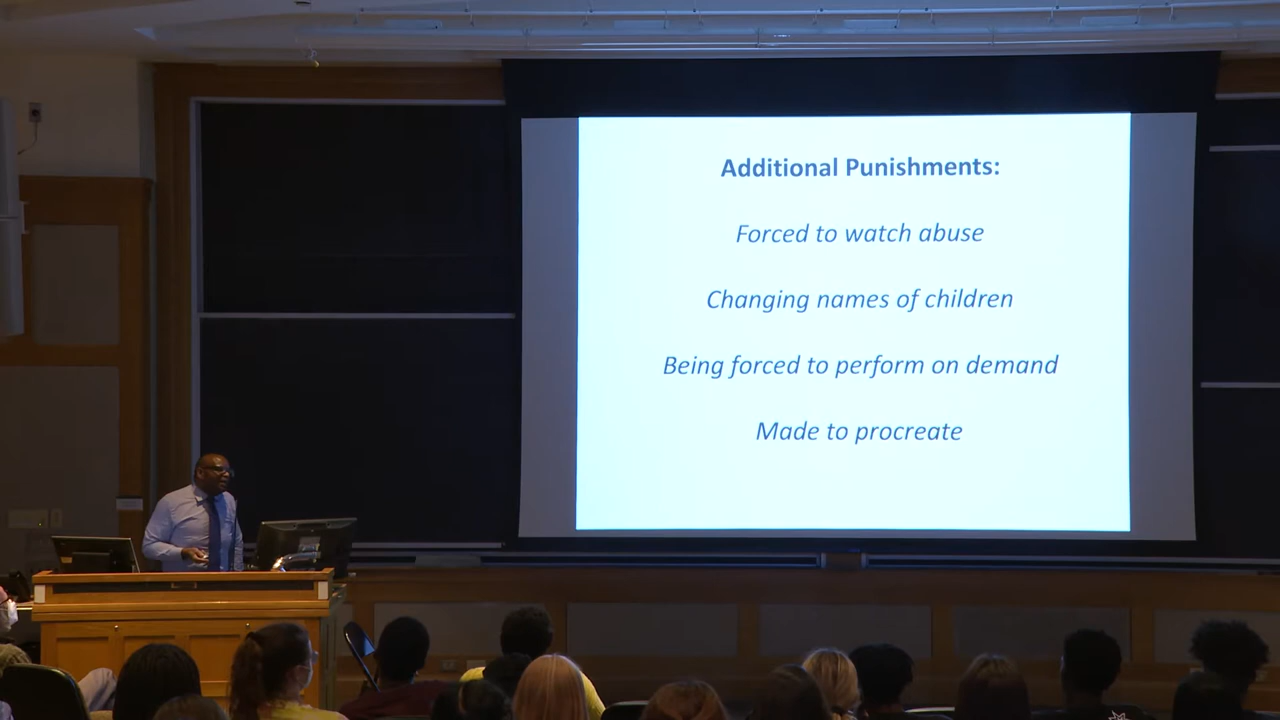 Additional Punishments:
Forced to watch abuse
Changing names of children
Being forced to perform on demand
Made to procreate